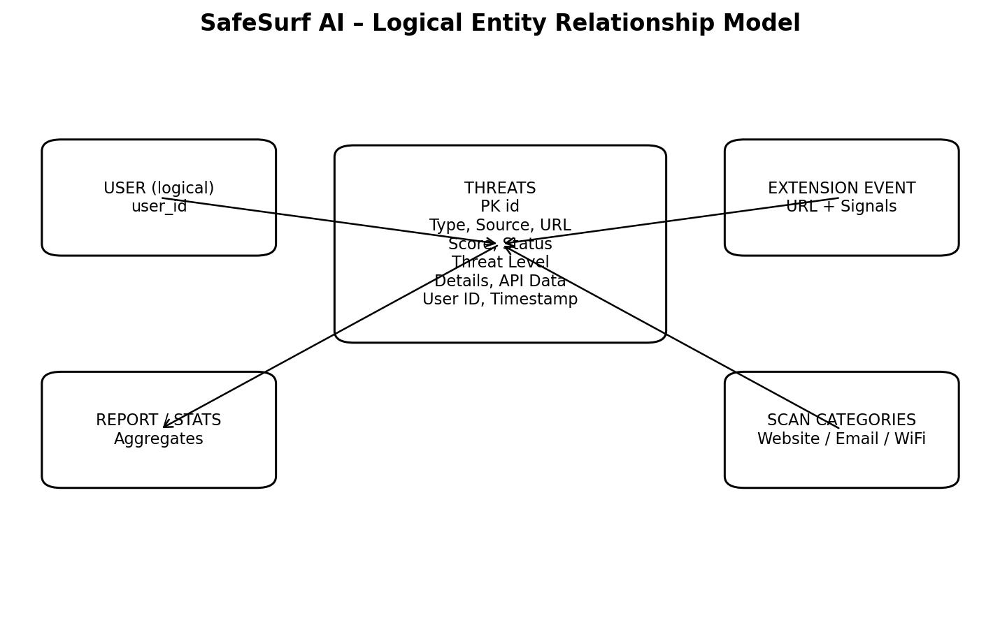 SafeSurf AI – Logical Entity Relationship Model
USER (logical)
user_id
THREATS
PK id
Type, Source, URL
Score, Status
Threat Level
Details, API Data
User ID, Timestamp
EXTENSION EVENT
URL + Signals
REPORT / STATS
Aggregates
SCAN CATEGORIES
Website / Email / WiFi